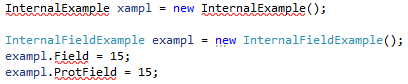 InternalExample xampl = new InternalExample();
InternalFieldExample exampl = new InternalFieldExample();
exampl.Field = 15;
exampl.ProtField = 15;